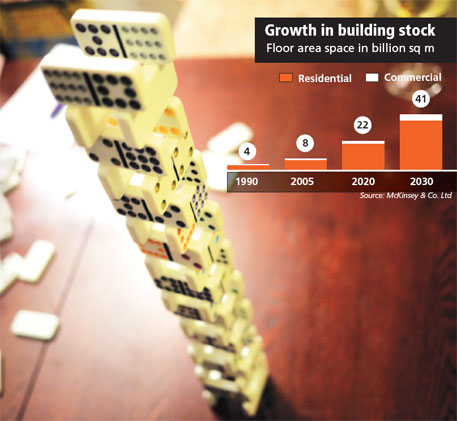 Growth in building stock
Floor area space in billion sq m
Residential Commercial
4 8 22 41
1990 2005 2020 2030
Source: McKinsey & Co. Ltd